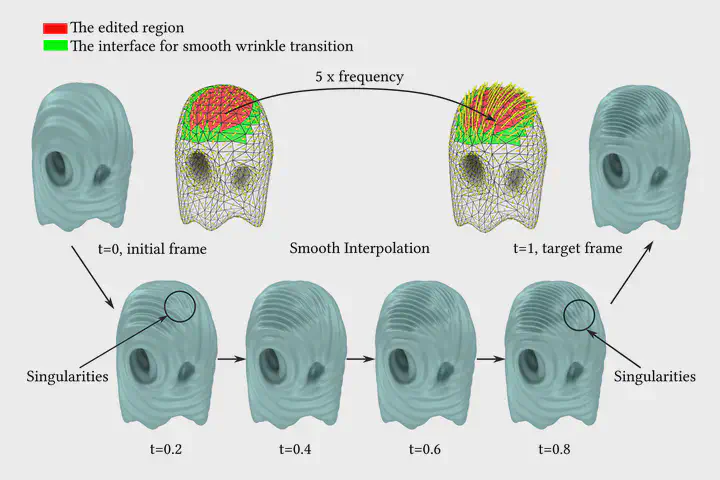 The edited region
The interface for smooth wrinkle transition
5 x frequency
t=0, initial frame
Smooth Interpolation
t=1, target frame
Singularities
Singularities
t=0.2
t=0.4
t=0.6
t=0.8